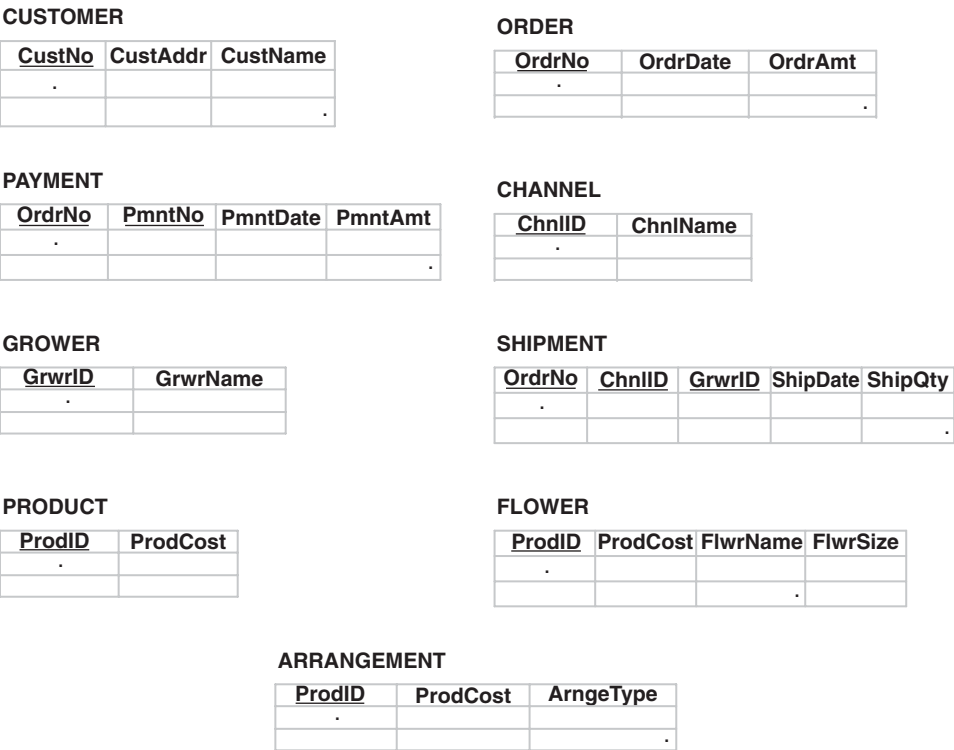 CUSTOMER
CustNo CustAddr CustName
.
.
ORDER
OrdrNo OrdrDate OrdrAmt
.
.
PAYMENT
OrdrNo PmntNo PmntDate PmntAmt
.
.
CHANNEL
ChnlID ChnlName
.
GROWER
GrwrID GrwrName
.
SHIPMENT
OrdrNo ChnlID GrwrID ShipDate ShipQty
.
.
PRODUCT
ProdID ProdCost
.
FLOWER
ProdID ProdCost FlwrName FlwrSize
.
.
ARRANGEMENT
ProdID ProdCost ArngeType
.
.